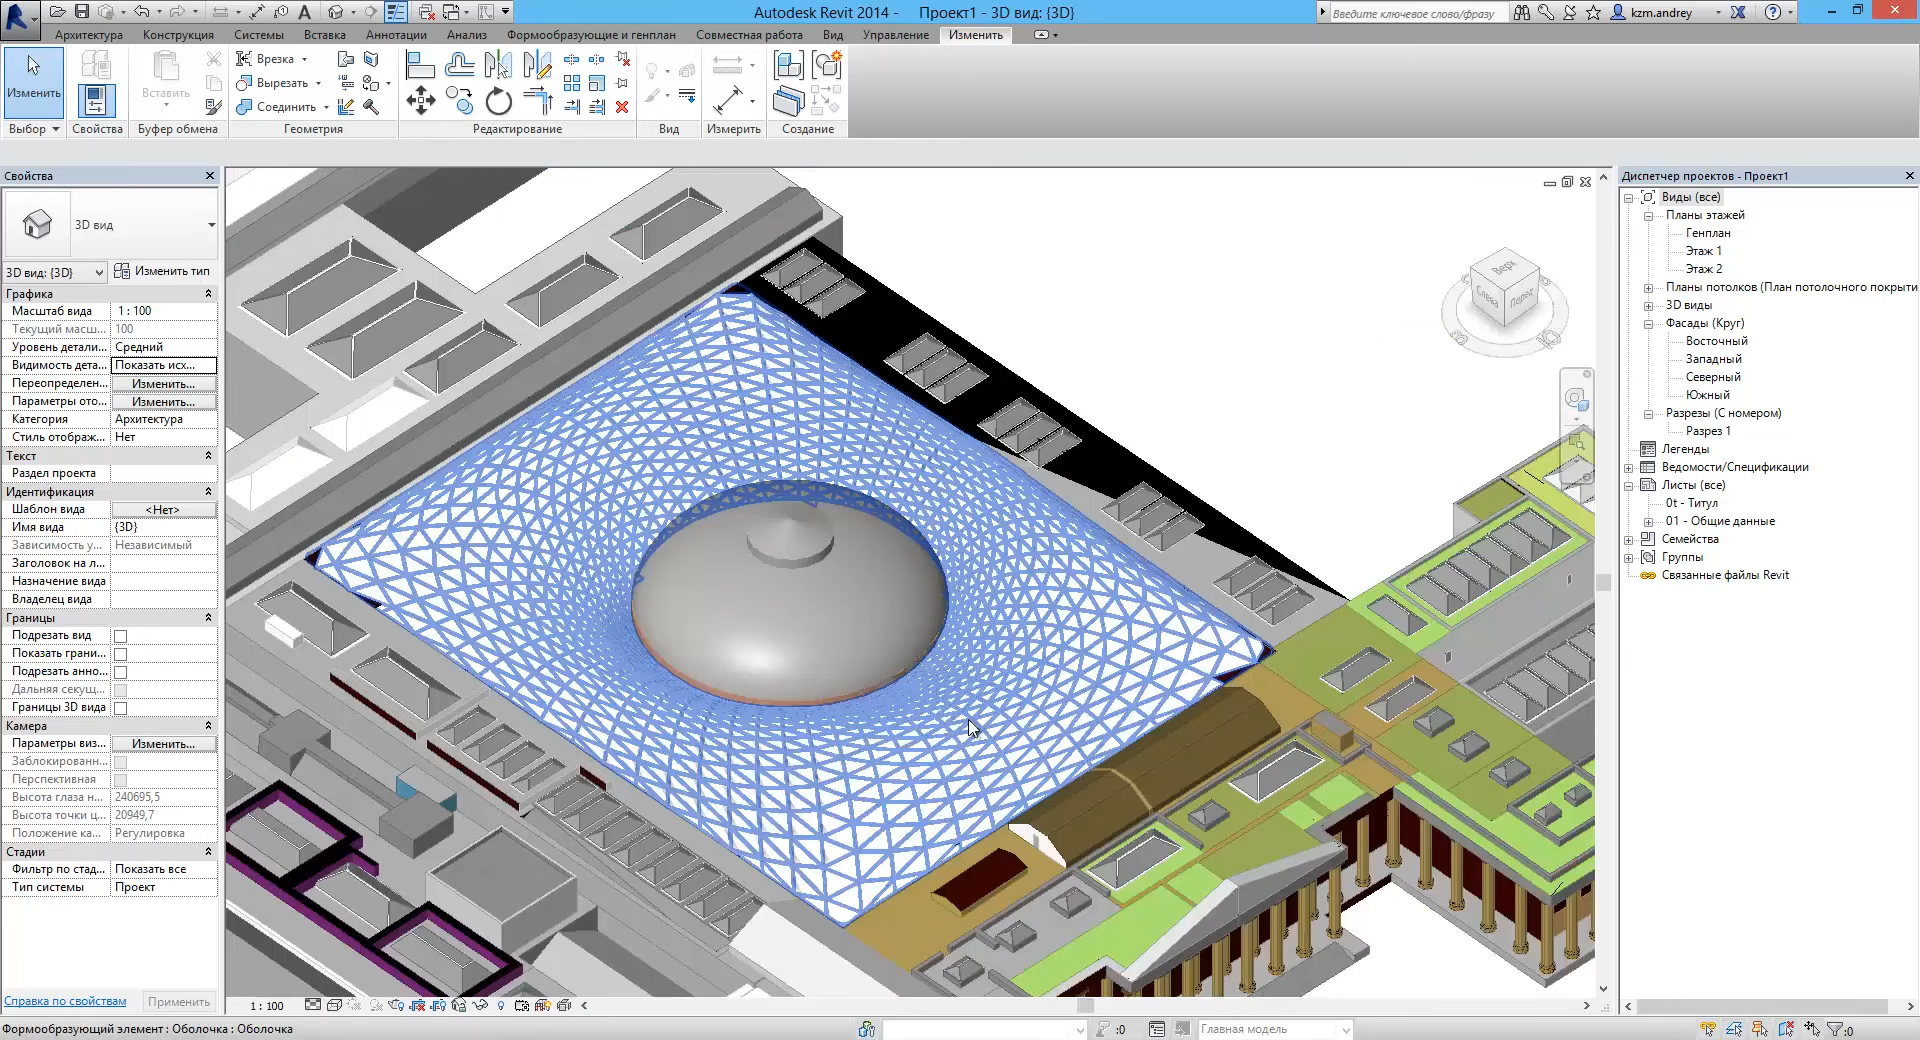 Autodesk Revit 2014 - Проект1 - 3D вид: {3D}
Введите ключевое слово/фразу
kzm.andrey
Архитектура Конструкция Системы Вставка Аннотации Анализ Формообразующие и генплан Совместная работа Вид Управление Изменить
Изменить
Вставить
Врезка
Вырезать
Соединить
Выбор Свойства Буфер обмена Геометрия Редактирование Вид Измерить Создание
Свойства
3D вид
3D вид: {3D} Изменить тип
Графика
Масштаб вида 1 : 100
Текущий масш... 100
Уровень детали... Средний
Видимость дета... Показать исх...
Переопределен... Изменить...
Параметры ото... Изменить...
Категория Архитектура
Стиль отображ... Нет
Текст
Раздел проекта
Идентификация
Шаблон вида <Нет>
Имя вида {3D}
Зависимость у... Независимый
Заголовок на л...
Назначение вида
Владелец вида
Границы
Подрезать вид
Показать грани...
Подрезать анно...
Дальняя секущ...
Границы 3D вида
Камера
Параметры виз... Изменить...
Заблокированн...
Перспективная
Высота глаза н... 240695,5
Высота точки ц... 20949,7
Положение ка... Регулировка
Стадии
Фильтр по стад... Показать все
Тип системы Проект
Справка по свойствам Применить
Верх
Слева
Перед
1 : 100
Диспетчер проектов - Проект1
Виды (все)
Планы этажей
Генплан
Этаж 1
Этаж 2
Планы потолков (План потолочного покрыти
3D виды
Фасады (Круг)
Восточный
Западный
Северный
Южный
Разрезы (С номером)
Разрез 1
Легенды
Ведомости/Спецификации
Листы (все)
0t - Титул
01 - Общие данные
Семейства
Группы
Связанные файлы Revit
Формообразующий элемент : Оболочка : Оболочка
:0
Главная модель
:0